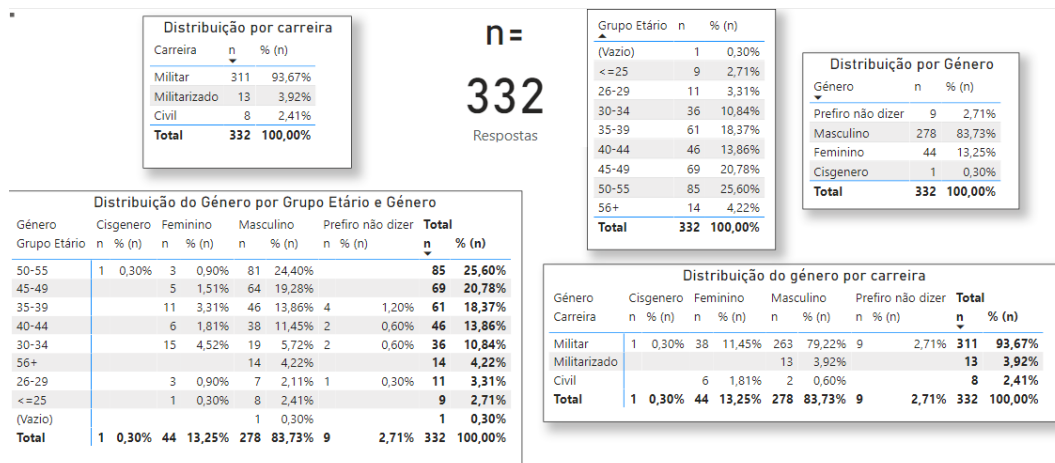 Distribuição por carreira
Carreira n % (n)
Militar 311 93,67%
Militarizado 13 3,92%
Civil 8 2,41%
Total 332 100,00%
n=
332
Respostas
Grupo Etário n % (n)
(Vazio) 1 0,30%
<=25 9 2,71%
26-29 11 3,31%
30-34 36 10,84%
35-39 61 18,37%
40-44 46 13,86%
45-49 69 20,78%
50-55 85 25,60%
56+ 14 4,22%
Total 332 100,00%
Distribuição por Género
Género n % (n)
Prefiro não dizer 9 2,71%
Masculino 278 83,73%
Feminino 44 13,25%
Cisgenero 1 0,30%
Total 332 100,00%
Distribuição do Género por Grupo Etário e Género
Género Cisgenero Feminino Masculino Prefiro não dizer Total
Grupo Etário n % (n) n % (n) n % (n) n % (n) n % (n)
50-55 1 0,30% 3 0,90% 81 24,40% 85 25,60%
45-49 5 1,51% 64 19,28% 69 20,78%
35-39 11 3,31% 46 13,86% 4 1,20% 61 18,37%
40-44 6 1,81% 38 11,45% 2 0,60% 46 13,86%
30-34 15 4,52% 19 5,72% 2 0,60% 36 10,84%
56+ 14 4,22% 14 4,22%
26-29 3 0,90% 7 2,11% 1 0,30% 11 3,31%
<=25 1 0,30% 8 2,41% 9 2,71%
(Vazio) 1 0,30% 1 0,30%
Total 1 0,30% 44 13,25% 278 83,73% 9 2,71% 332 100,00%
Distribuição do género por carreira
Género Cisgenero Feminino Masculino Prefiro não dizer Total
Carreira n % (n) n % (n) n % (n) n % (n) n % (n)
Militar 1 0,30% 38 11,45% 263 79,22% 9 2,71% 311 93,67%
Militarizado 13 3,92% 13 3,92%
Civil 6 1,81% 2 0,60% 8 2,41%
Total 1 0,30% 44 13,25% 278 83,73% 9 2,71% 332 100,00%